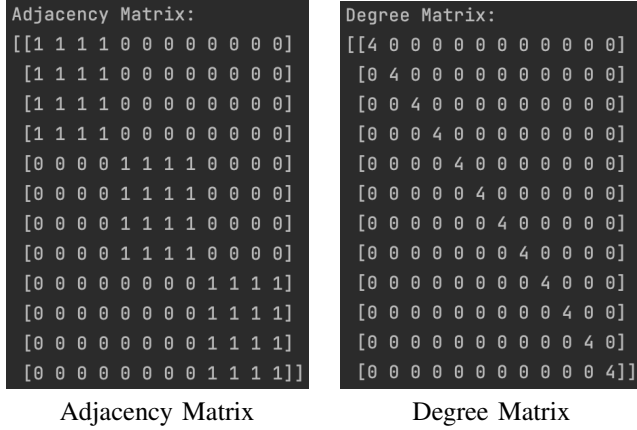 Adjacency Matrix:
[[1 1 1 1 0 0 0 0 0 0 0 0]
[1 1 1 1 0 0 0 0 0 0 0 0]
[1 1 1 1 0 0 0 0 0 0 0 0]
[1 1 1 1 0 0 0 0 0 0 0 0]
[0 0 0 0 1 1 1 1 0 0 0 0]
[0 0 0 0 1 1 1 1 0 0 0 0]
[0 0 0 0 1 1 1 1 0 0 0 0]
[0 0 0 0 1 1 1 1 0 0 0 0]
[0 0 0 0 0 0 0 0 1 1 1 1]
[0 0 0 0 0 0 0 0 1 1 1 1]
[0 0 0 0 0 0 0 0 1 1 1 1]
[0 0 0 0 0 0 0 0 1 1 1 1]]
Adjacency Matrix
Degree Matrix:
[[4 0 0 0 0 0 0 0 0 0 0 0]
[0 4 0 0 0 0 0 0 0 0 0 0]
[0 0 4 0 0 0 0 0 0 0 0 0]
[0 0 0 4 0 0 0 0 0 0 0 0]
[0 0 0 0 4 0 0 0 0 0 0 0]
[0 0 0 0 0 4 0 0 0 0 0 0]
[0 0 0 0 0 0 4 0 0 0 0 0]
[0 0 0 0 0 0 0 4 0 0 0 0]
[0 0 0 0 0 0 0 0 4 0 0 0]
[0 0 0 0 0 0 0 0 0 4 0 0]
[0 0 0 0 0 0 0 0 0 0 4 0]
[0 0 0 0 0 0 0 0 0 0 0 4]]
Degree Matrix